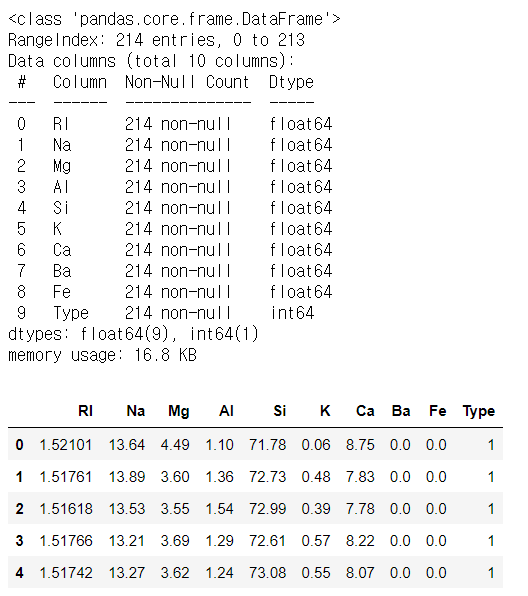 <class 'pandas.core.frame.DataFrame'>
RangeIndex: 214 entries, 0 to 213
Data columns (total 10 columns):
 #   Column  Non-Null Count  Dtype
---  ------  --------------  -----
 0   RI      214 non-null    float64
 1   Na      214 non-null    float64
 2   Mg      214 non-null    float64
 3   Al      214 non-null    float64
 4   Si      214 non-null    float64
 5   K       214 non-null    float64
 6   Ca      214 non-null    float64
 7   Ba      214 non-null    float64
 8   Fe      214 non-null    float64
 9   Type    214 non-null    int64
dtypes: float64(9), int64(1)
memory usage: 16.8 KB
RI Na Mg Al Si K Ca Ba Fe Type
0 1.52101 13.64 4.49 1.10 71.78 0.06 8.75 0.0 0.0 1
1 1.51761 13.89 3.60 1.36 72.73 0.48 7.83 0.0 0.0 1
2 1.51618 13.53 3.55 1.54 72.99 0.39 7.78 0.0 0.0 1
3 1.51766 13.21 3.69 1.29 72.61 0.57 8.22 0.0 0.0 1
4 1.51742 13.27 3.62 1.24 73.08 0.55 8.07 0.0 0.0 1